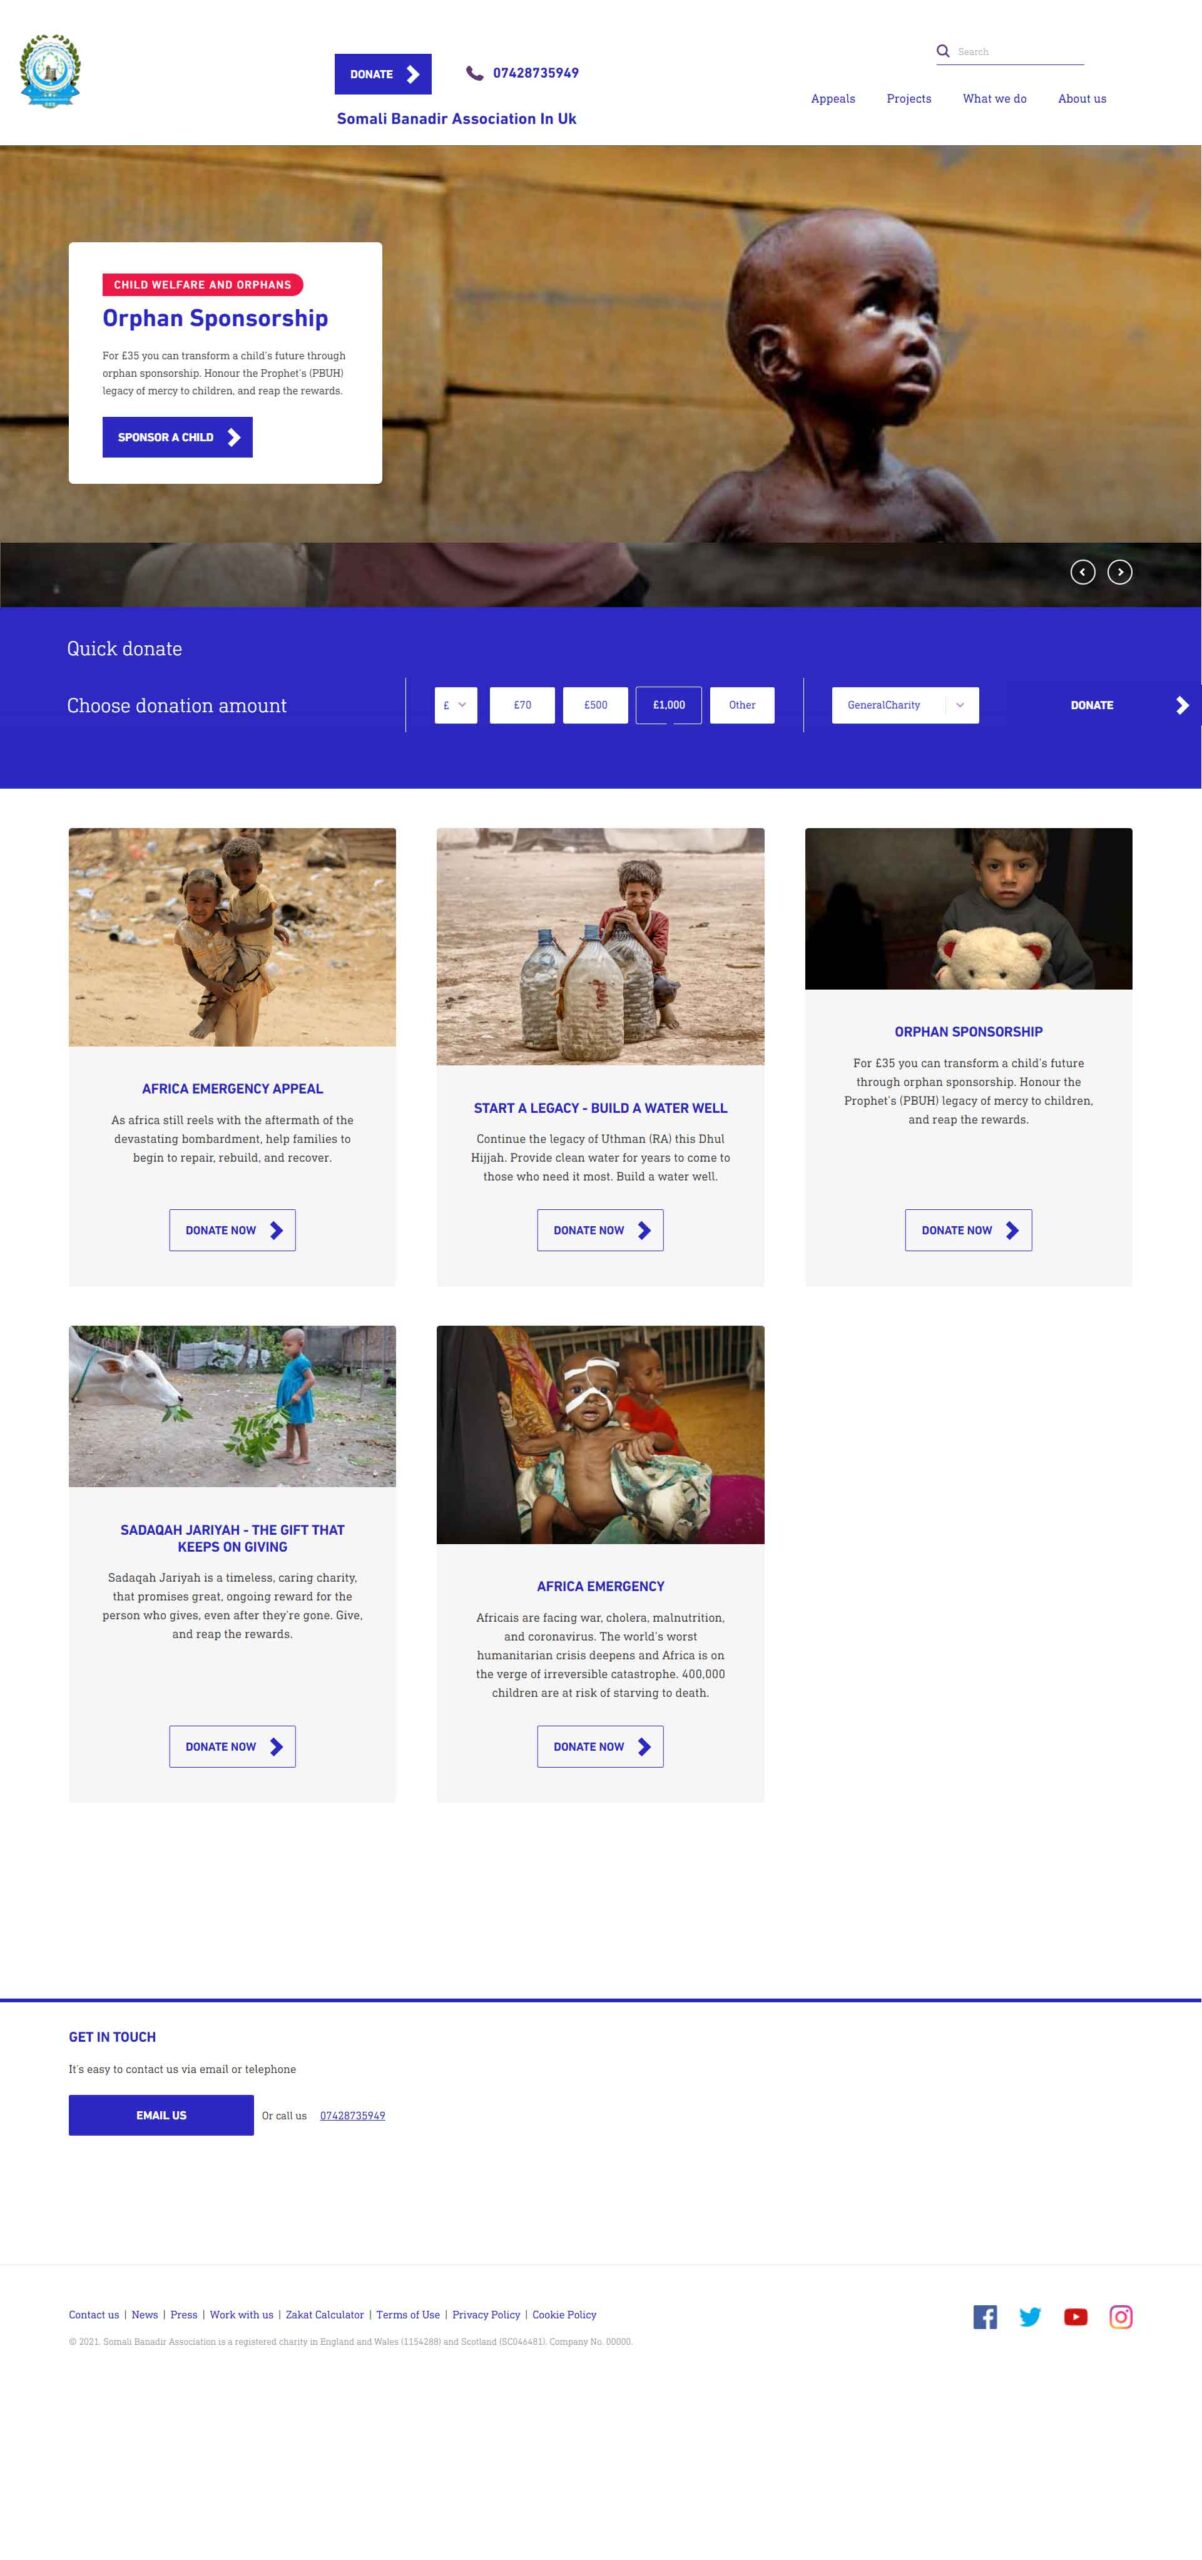 DONATE
07428735949
Somali Banadir Association In Uk
Search
Appeals
Projects
What we do
About us
CHILD WELFARE AND ORPHANS
Orphan Sponsorship
For £35 you can transform a child's future through
orphan sponsorship. Honour the Prophet's (PBUH)
legacy of mercy to children, and reap the rewards.
SPONSOR A CHILD
Quick donate
Choose donation amount
£
£70
£500
£1,000
Other
GeneralCharity
DONATE
AFRICA EMERGENCY APPEAL
As africa still reels with the aftermath of the
devastating bombardment, help families to
begin to repair, rebuild, and recover.
DONATE NOW
START A LEGACY - BUILD A WATER WELL
Continue the legacy of Uthman (RA) this Dhul
Hijjah. Provide clean water for years to come to
those who need it most. Build a water well.
DONATE NOW
ORPHAN SPONSORSHIP
For £35 you can transform a child's future
through orphan sponsorship. Honour the
Prophet's (PBUH) legacy of mercy to children,
and reap the rewards.
DONATE NOW
SADAQAH JARIYAH - THE GIFT THAT
KEEPS ON GIVING
Sadaqah Jariyah is a timeless, caring charity,
that promises great, ongoing reward for the
person who gives, even after they're gone. Give,
and reap the rewards.
DONATE NOW
AFRICA EMERGENCY
Africais are facing war, cholera, malnutrition,
and coronavirus. The world's worst
humanitarian crisis deepens and Africa is on
the verge of irreversible catastrophe. 400,000
children are at risk of starving to death.
DONATE NOW
GET IN TOUCH
It's easy to contact us via email or telephone
EMAIL US
Or call us 07428735949
Contact us | News | Press | Work with us | Zakat Calculator | Terms of Use | Privacy Policy | Cookie Policy
© 2021. Somali Banadir Association is a registered charity in England and Wales (1154288) and Scotland (SC046481). Company No. 00000.